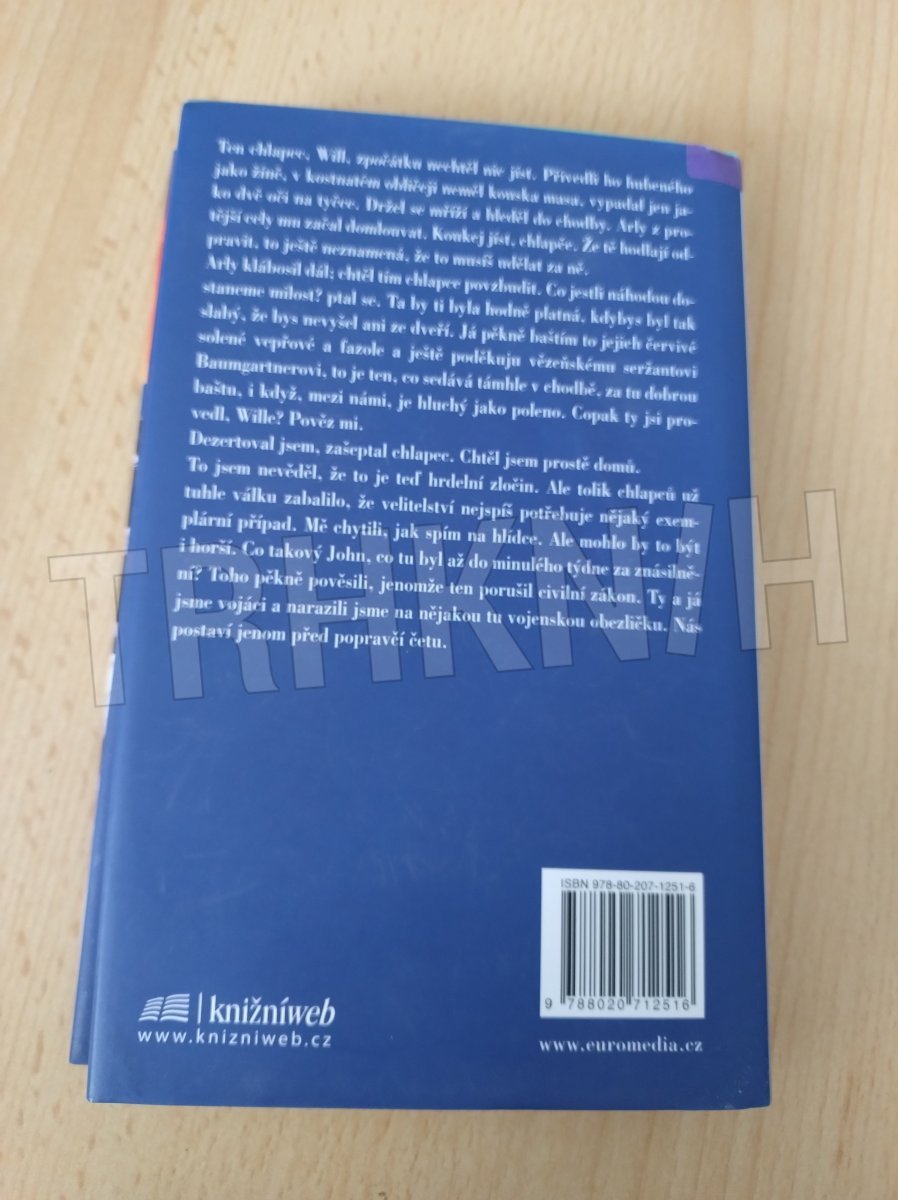 Ten chlapec, Will, zpočátku nechtěl nic jíst. Přivedli ho hubeného
jako žíně, v kostnatém obličeji neměl kouska masa, vypadal jen ja-
ko dvě oči na tyčce. Držel se mříží a hleděl do chodby. Arly z pro-
tější cely mu začal domlouvat. Koukej jíst, chlapče. Že tě hodlají od-
pravit, to ještě neznamená, že to musíš udělat za ně.
Arly klábosil dál; chtěl tím chlapce povzbudit. Co jestli náhodou do-
staneme milost? ptal se. Ta by ti byla hodně platná, kdybys byl tak
slabý, že bys nevyšel ani ze dveří. Já pěkně baštím to jejich červivé
solené vepřové a fazole a ještě poděkuju vězeňskému seržantovi
Baumgartnerovi, to je ten, co sedává támhle v chodbě, za tu dobrou
baštu, i když, mezi námi, je hluchý jako poleno. Copak ty jsi pro-
vedl, Wille? Pověz mi.
Dezertoval jsem, zašeptal chlapec. Chtěl jsem prostě domů.
To jsem nevěděl, že to je teď hrdelní zločin. Ale tolik chlapců už
tuhle válku zabalilo, že velitelství nejspíš potřebuje nějaký exem-
plární případ. Mě chytili, jak spím na hlídce. Ale mohlo by to být
i horší. Co takový John, co tu byl až do minulého týdne za znásilně-
ní? Toho pěkně pověsili, jenomže ten porušil civilní zákon. Ty a já
jsme vojáci a narazili jsme na nějakou tu vojenskou obezličku. Nás
postaví jenom před popravčí četu.
TRHKNIH
ISBN 978-80-207-1251-6
9 788020 712516
knižníweb
www.knizniweb.cz
www.euromedia.cz